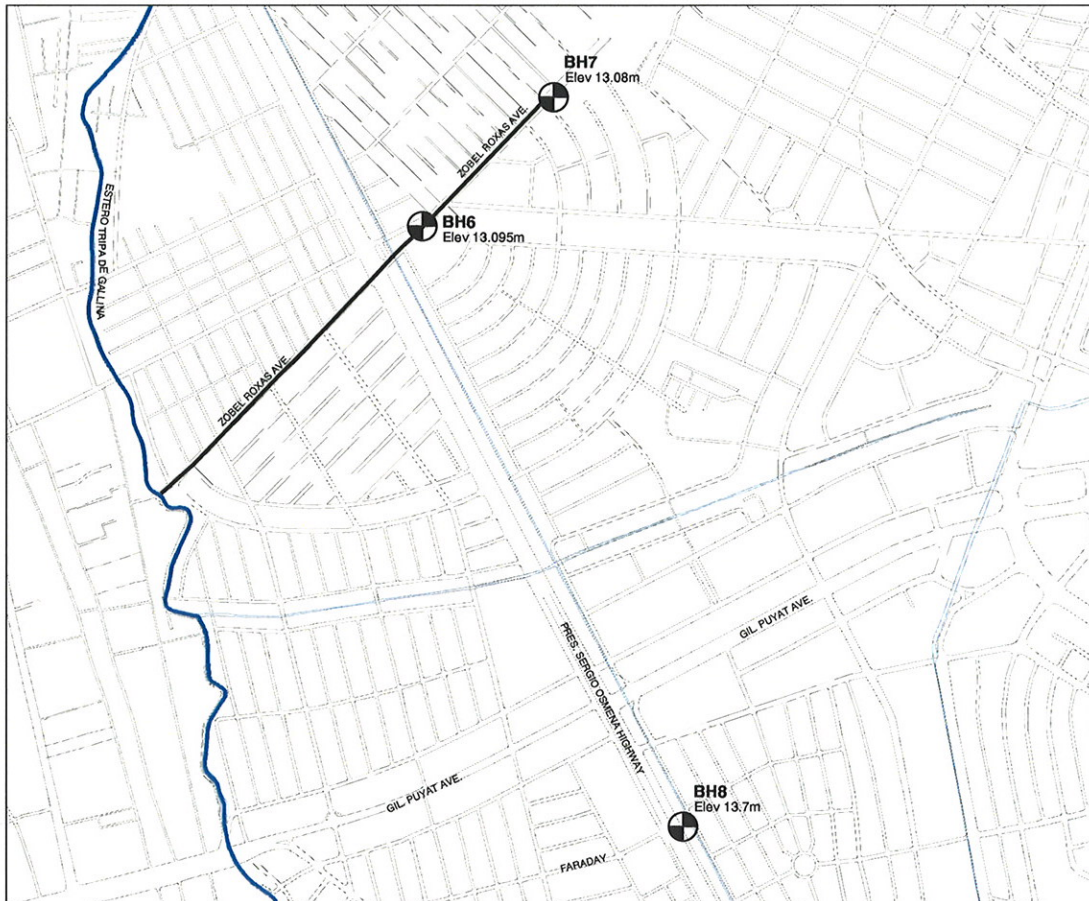 BH7
Elev 13.08m
ZOBEL ROXAS AVE.
BH6
Elev 13.095m
ESTERO TRIPA DE GALLINA
ZOBEL ROXAS AVE.
PRES. SERGIO OSMENA HIGHWAY
GIL PUYAT AVE.
GIL PUYAT AVE.
BH8
Elev 13.7m
FARADAY